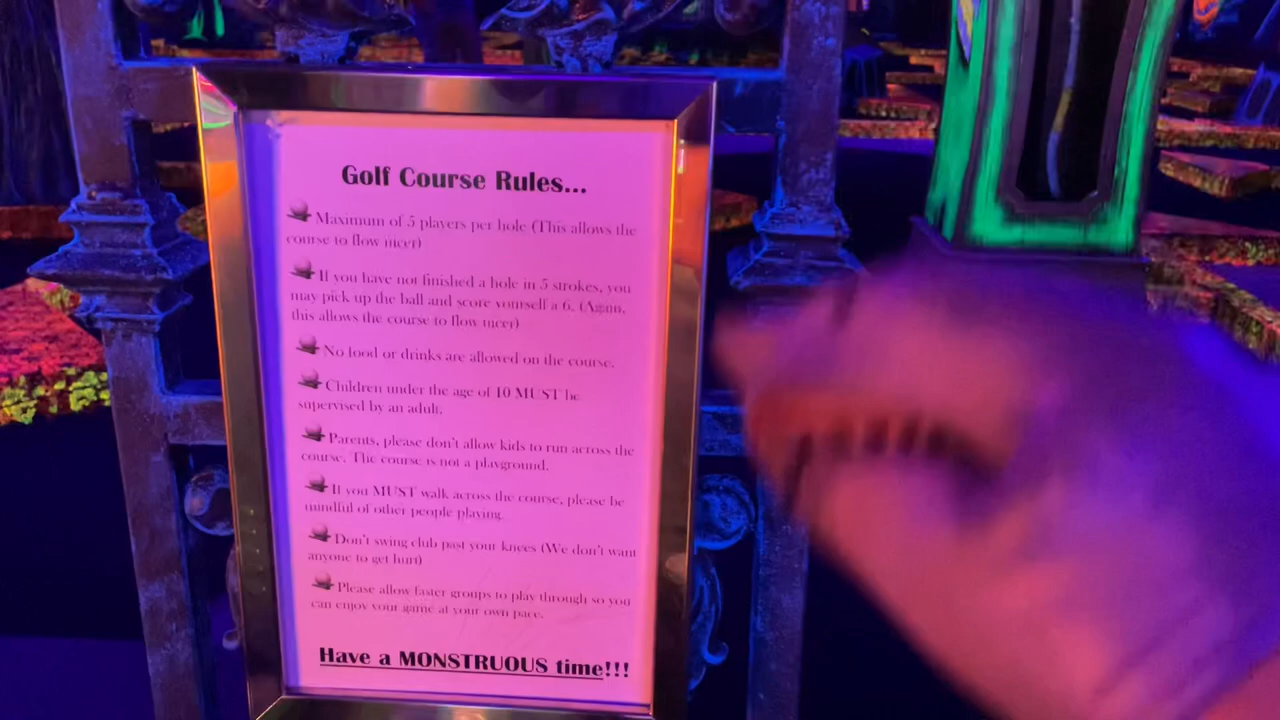 Golf Course Rules...
Maximum of 5 players per hole (This allows the
course to flow nicer)
If you have not finished a hole in 5 strokes, you
may pick up the ball and score yourself a 6. (Again,
this allows the course to flow nicer)
No food or drinks are allowed on the course.
Children under the age of 10 MUST be
supervised by an adult.
Parents, please don't allow kids to run across the
course. The course is not a playground.
If you MUST walk across the course, please be
mindful of other people playing.
Don't swing club past your knees (We don't want
anyone to get hurt)
Please allow faster groups to play through so you
can enjoy your game at your own pace.
Have a MONSTRUOUS time!!!